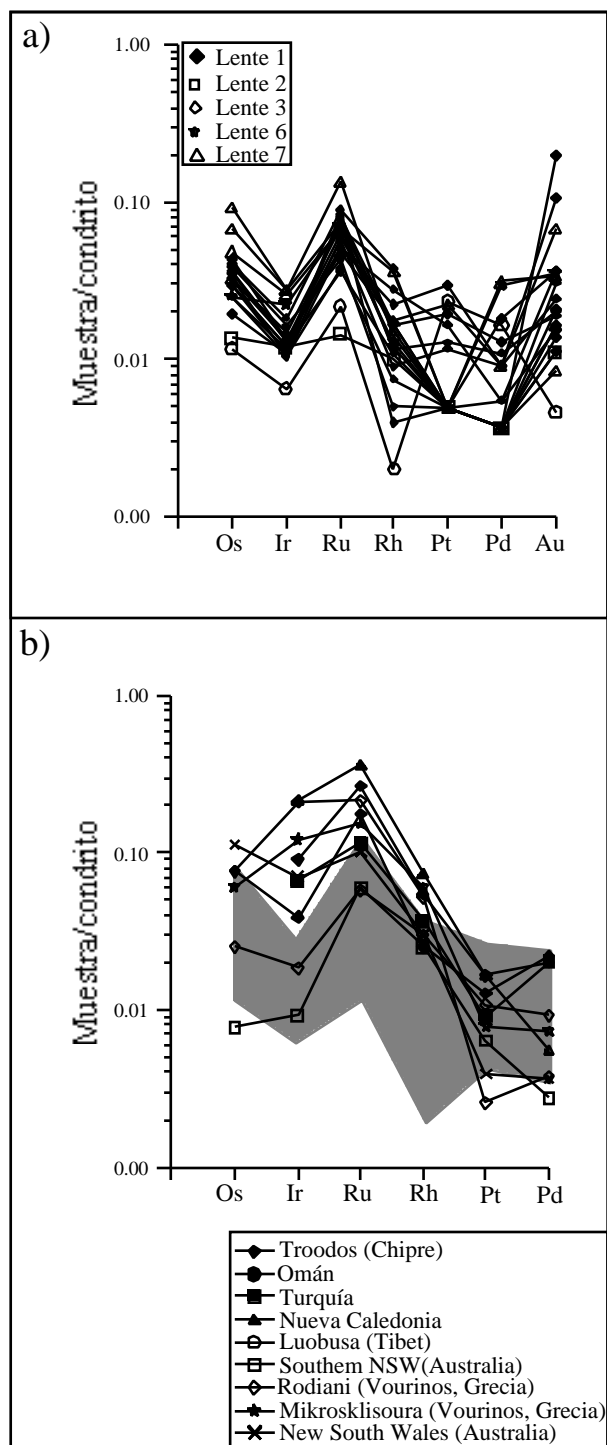 a)
1.00
Lente 1
Lente 2
Lente 3
Lente 6
Lente 7
0.10
Muestra/condrito
0.01
0.00
Os Ir Ru Rh Pt Pd Au
b)
1.00
0.10
Muestra/condrito
0.01
0.00
Os Ir Ru Rh Pt Pd
Troodos (Chipre)
Omán
Turquía
Nueva Caledonia
Luobusa (Tibet)
Southem NSW(Australia)
Rodiani (Vourinos, Grecia)
Mikrosklisoura (Vourinos, Grecia)
New South Wales (Australia)